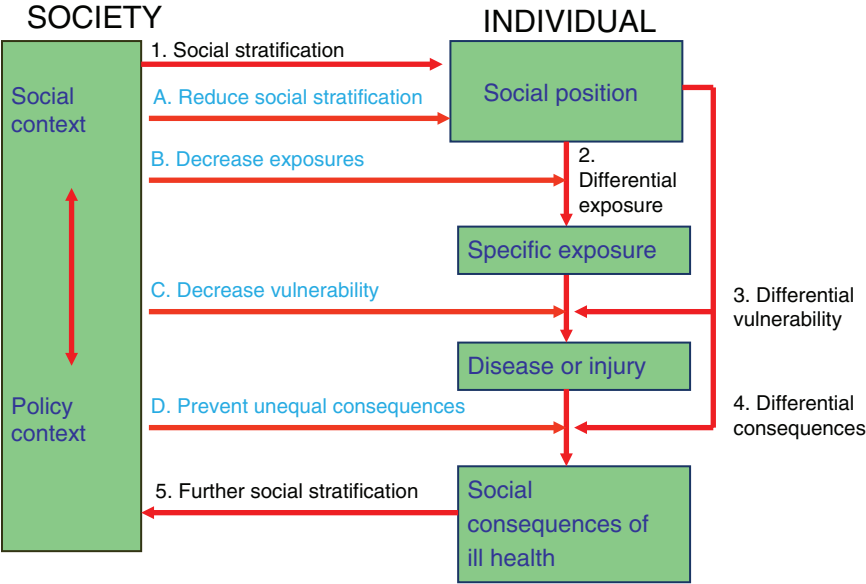 SOCIETY
INDIVIDUAL
1. Social stratification
Social
context
A. Reduce social stratification
Social position
B. Decrease exposures
2.
Differential
exposure
Specific exposure
C. Decrease vulnerability
3. Differential
vulnerability
Disease or injury
Policy
context
D. Prevent unequal consequences
4. Differential
consequences
5. Further social stratification
Social
consequences of
ill health